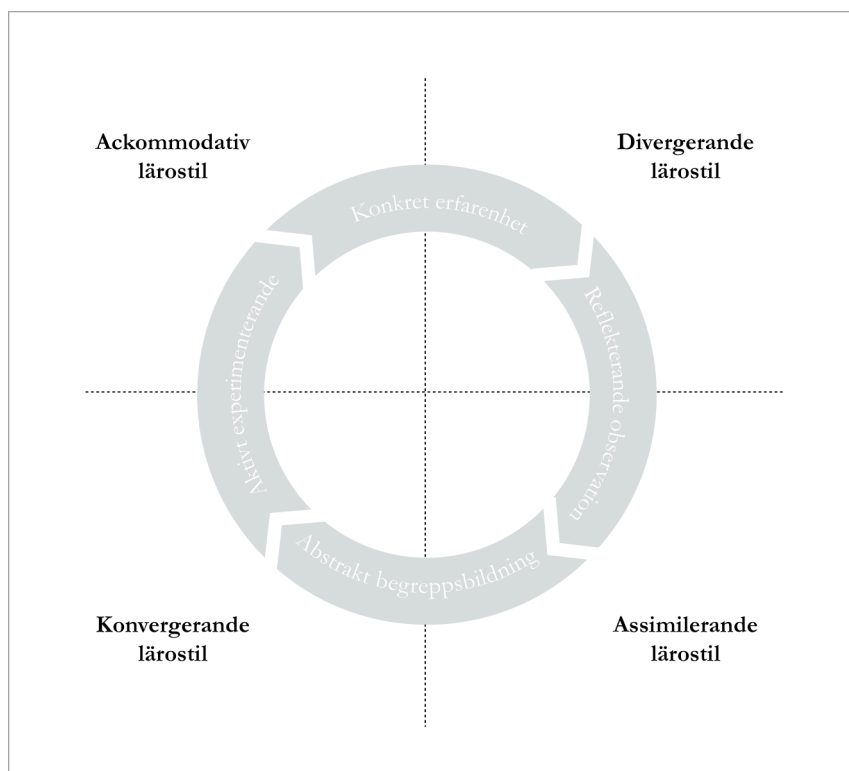 Ackommodativ
lärostil
Divergerande
lärostil
Konkret erfarenhet
Aktivt experimenterande
Reflekterande observation
Abstrakt begreppsbildning
Konvergerande
lärostil
Assimilerande
lärostil